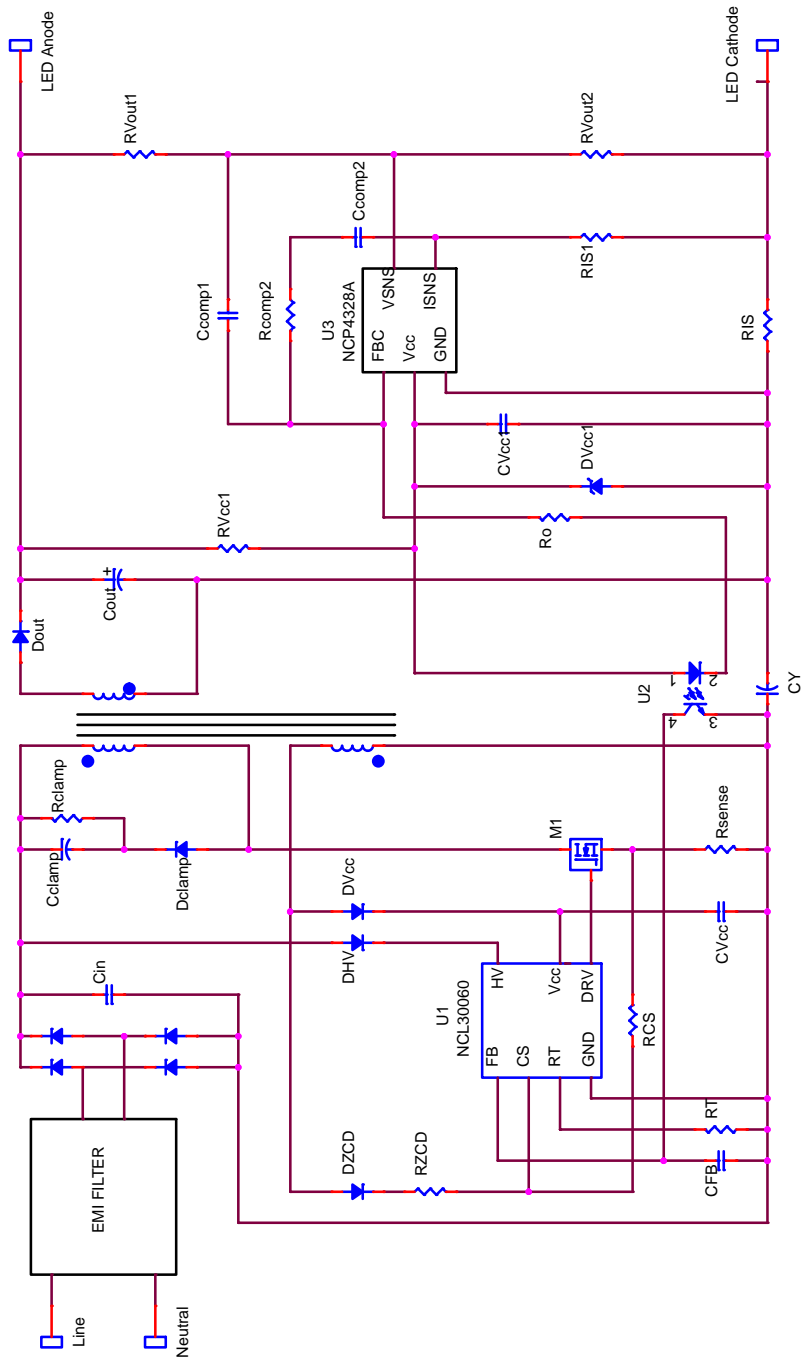 Line
Neutral
EMI FILTER
Cin
Cclamp
Rclamp
Dclamp
DHV
DVcc
DZCD
RZCD
U1
NCL30060
HV
FB
CS
Vcc
RT
DRV
GND
M1
RCS
Rsense
CVcc
RT
CFB
Dout
Cout
+
RVcc1
U2
1
2
4
3
CY
Ro
DVcc1
CVcc1
U3
NCP4328A
FBC
VSNS
Vcc
GND
ISNS
Ccomp1
Rcomp2
Ccomp2
RVout1
RVout2
RIS1
RIS
LED Anode
LED Cathode